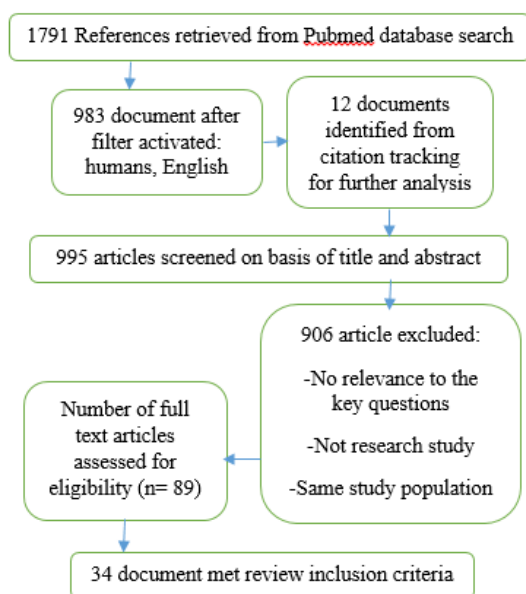 1791 References retrieved from Pubmed database search
983 document after
filter activated:
humans, English
12 documents
identified from
citation tracking
for further analysis
995 articles screened on basis of title and abstract
906 article excluded:
-No relevance to the
key questions
-Not research study
-Same study population
Number of full
text articles
assessed for
eligibility (n= 89)
34 document met review inclusion criteria